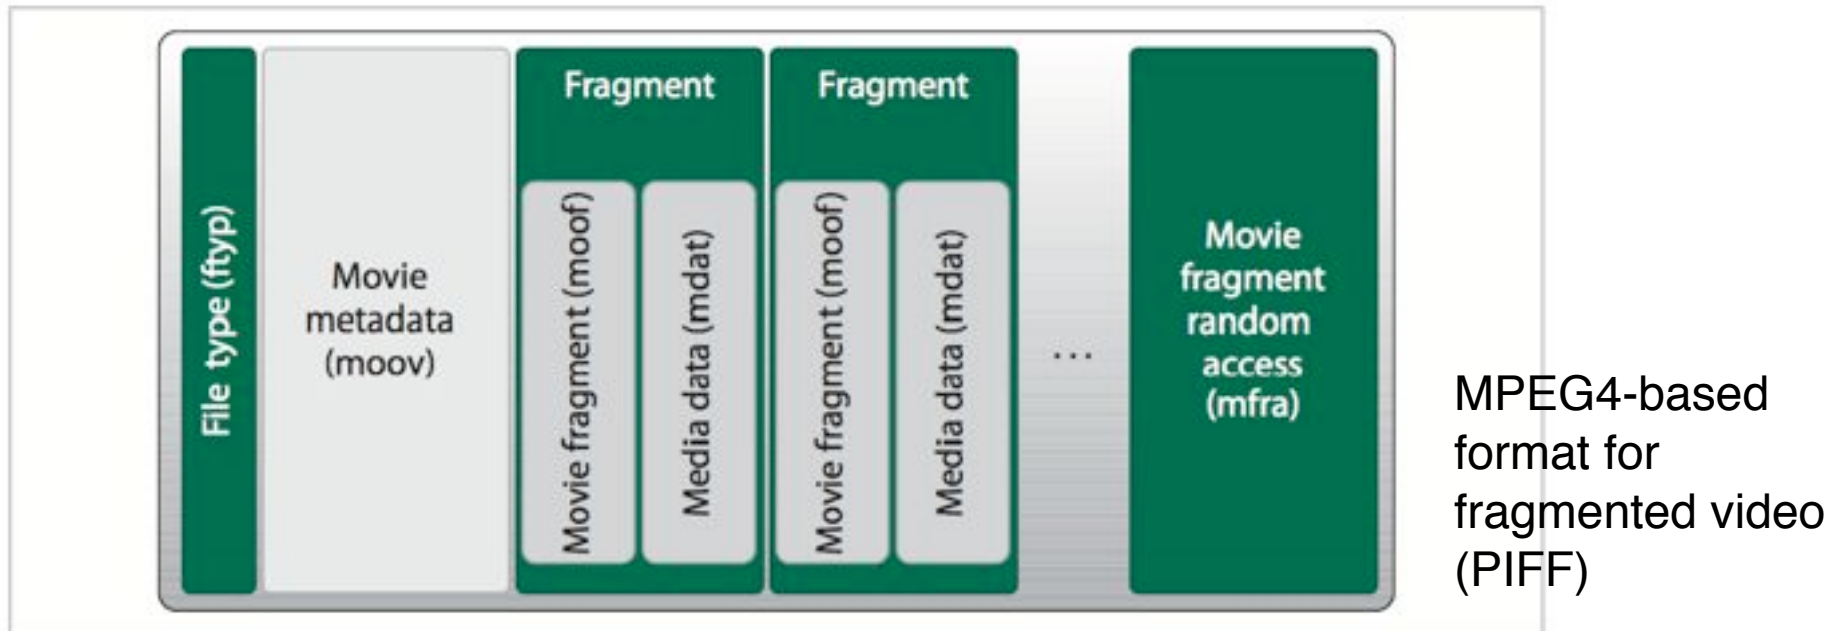 File type (ftyp)
Movie
metadata
(moov)
Fragment
Movie fragment (moof)
Media data (mdat)
Fragment
Movie fragment (moof)
Media data (mdat)
...
Movie
fragment
random
access
(mfra)
MPEG4-based
format for
fragmented video
(PIFF)